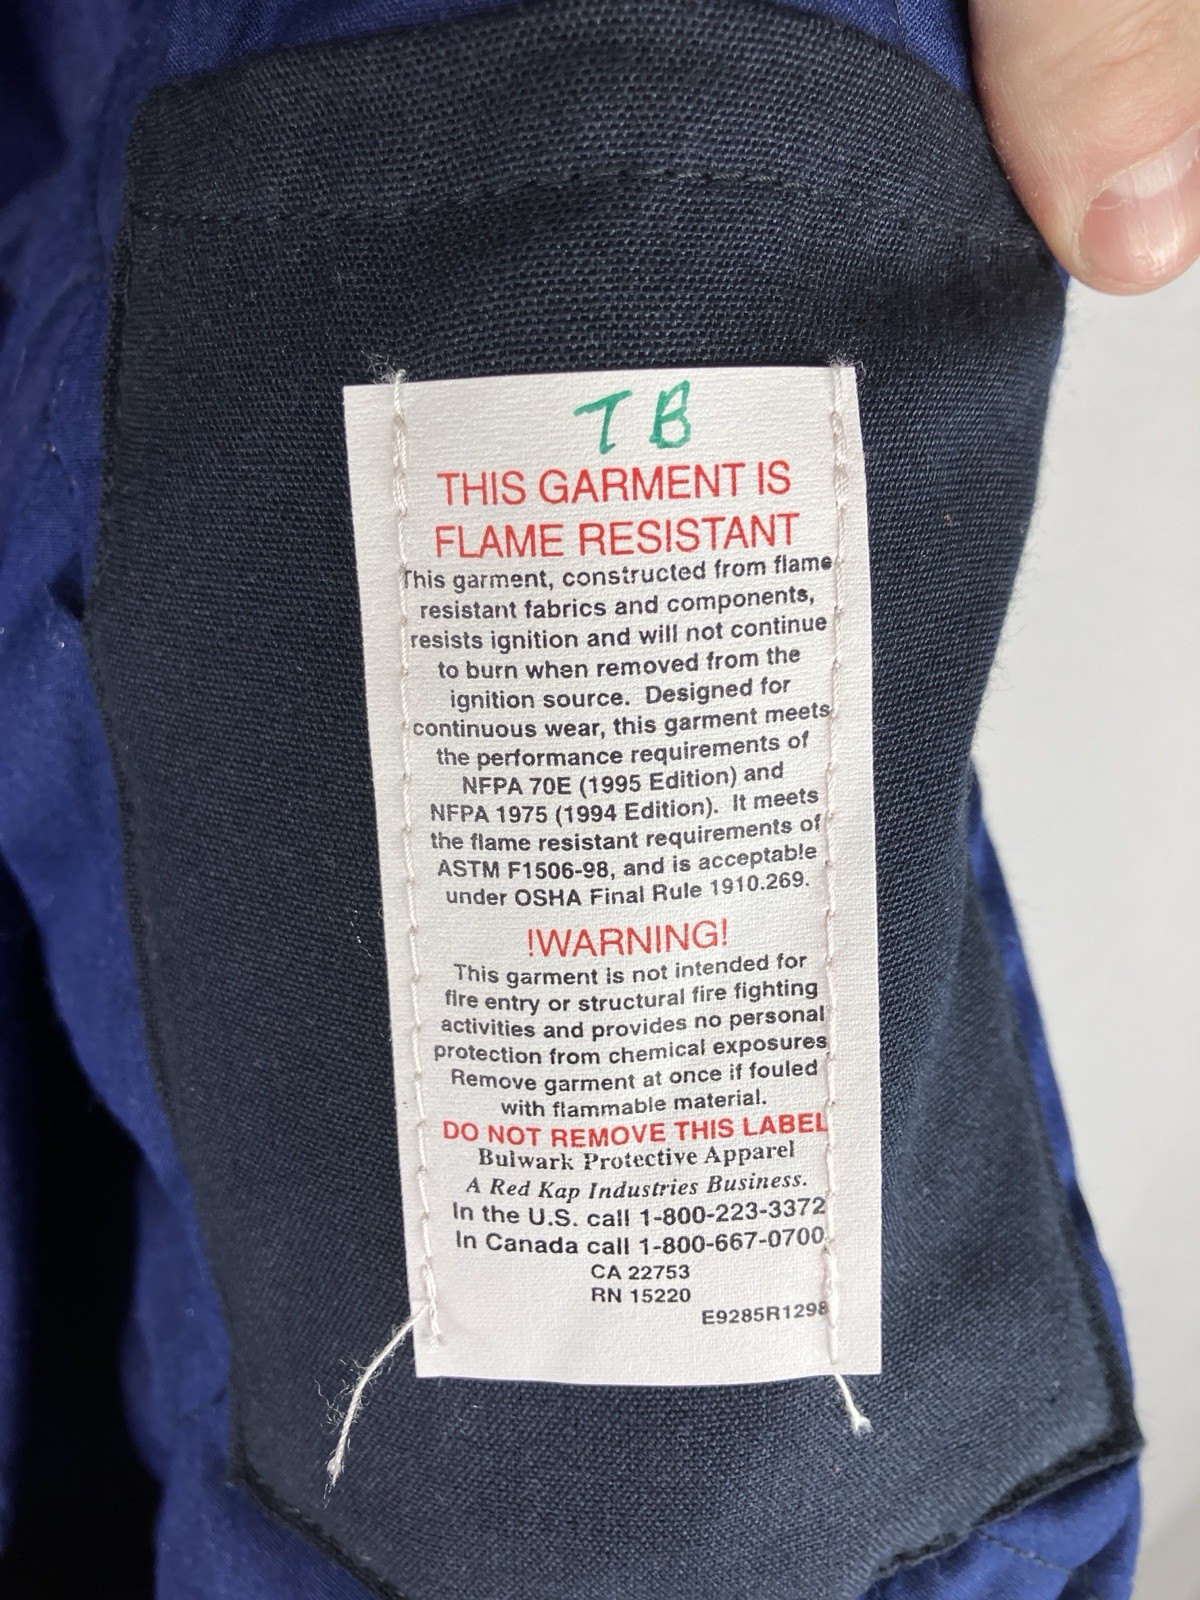 TB
THIS GARMENT IS
FLAME RESISTANT
This garment, constructed from flame
resistant fabrics and components,
resists ignition and will not continue
to burn when removed from the
ignition source. Designed for
continuous wear, this garment meets
the performance requirements of
NFPA 70E (1995 Edition) and
NFPA 1975 (1994 Edition). It meets
the flame resistant requirements of
ASTM F1506-98, and is acceptable
under OSHA Final Rule 1910.269.
!WARNING!
This garment is not intended for
fire entry or structural fire fighting
activities and provides no personal
protection from chemical exposures
Remove garment at once if fouled
with flammable material.
DO NOT REMOVE THIS LABEL
Bulwark Protective Apparel
A Red Kap Industries Business.
In the U.S. call 1-800-223-3372
In Canada call 1-800-667-0700
CA 22753
RN 15220
E9285R1298